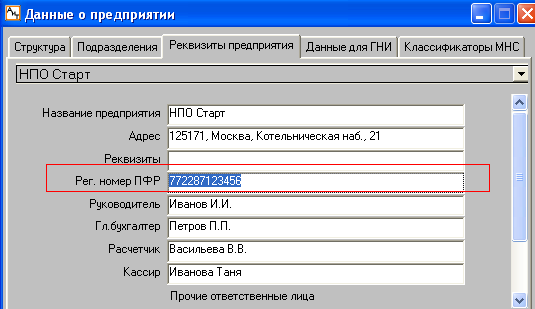 Данные о предприятии
Структура Подразделения Реквизиты предприятия Данные для ГНИ Классификаторы МНС
НПО Старт
Название предприятия НПО Старт
Адрес 125171, Москва, Котельническая наб., 21
Реквизиты
Рег. номер ПФР 772287123456
Руководитель Иванов И.И.
Гл.бухгалтер Петров П.П.
Расчетчик Васильева В.В.
Кассир Иванова Таня
Прочие ответственные лица